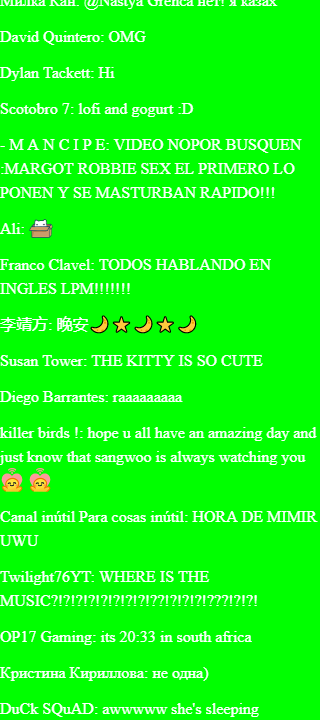 Милка Кан: @Nastya Grenca нет! я казах
David Quintero: OMG
Dylan Tackett: Hi
Scotobro 7: lofi and gogurt :D
- M A N C I P E: VIDEO NOPOR BUSQUEN
:MARGOT ROBBIE SEX EL PRIMERO LO
PONEN Y SE MASTURBAN RAPIDO!!!
Ali:
Franco Clavel: TODOS HABLANDO EN
INGLES LPM!!!!!!!
李靖方: 晚安🌙⭐🌙⭐🌙
Susan Tower: THE KITTY IS SO CUTE
Diego Barrantes: raaaaaaaaa
killer birds !: hope u all have an amazing day and
just know that sangwoo is always watching you
Canal inútil Para cosas inútil: HORA DE MIMIR
UWU
Twilight76YT: WHERE IS THE
MUSIC?!?!?!?!?!?!?!?!??!?!?!?!???!?!?!
OP17 Gaming: its 20:33 in south africa
Кристина Кириллова: не одна)
DuCk SQuAD: awwwww she's sleeping